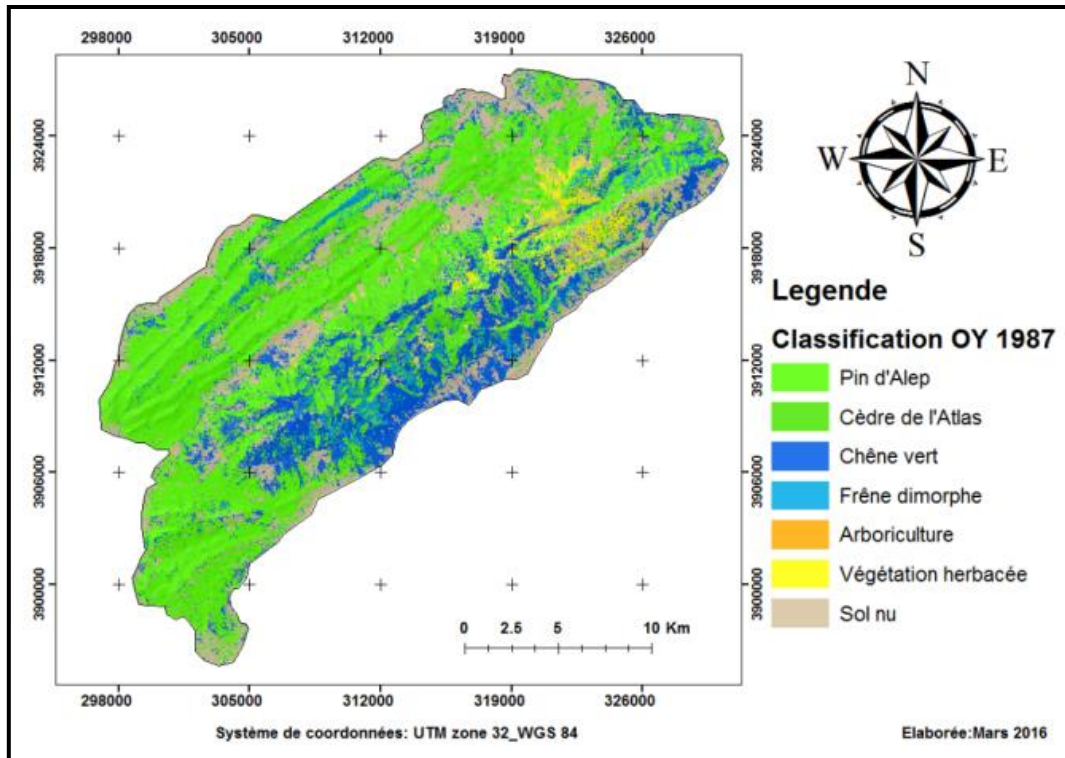 298000 305000 312000 319000 326000
3924000 3924000
3918000 3918000
3912000 3912000
3906000 3906000
3900000 3900000
0 2.5 5 10 Km
298000 305000 312000 319000 326000
Système de coordonnées: UTM zone 32_WGS 84
N
W E
S
Legende
Classification OY 1987
Pin d'Alep
Cèdre de l'Atlas
Chêne vert
Frêne dimorphe
Arboriculture
Végétation herbacée
Sol nu
Elaborée:Mars 2016